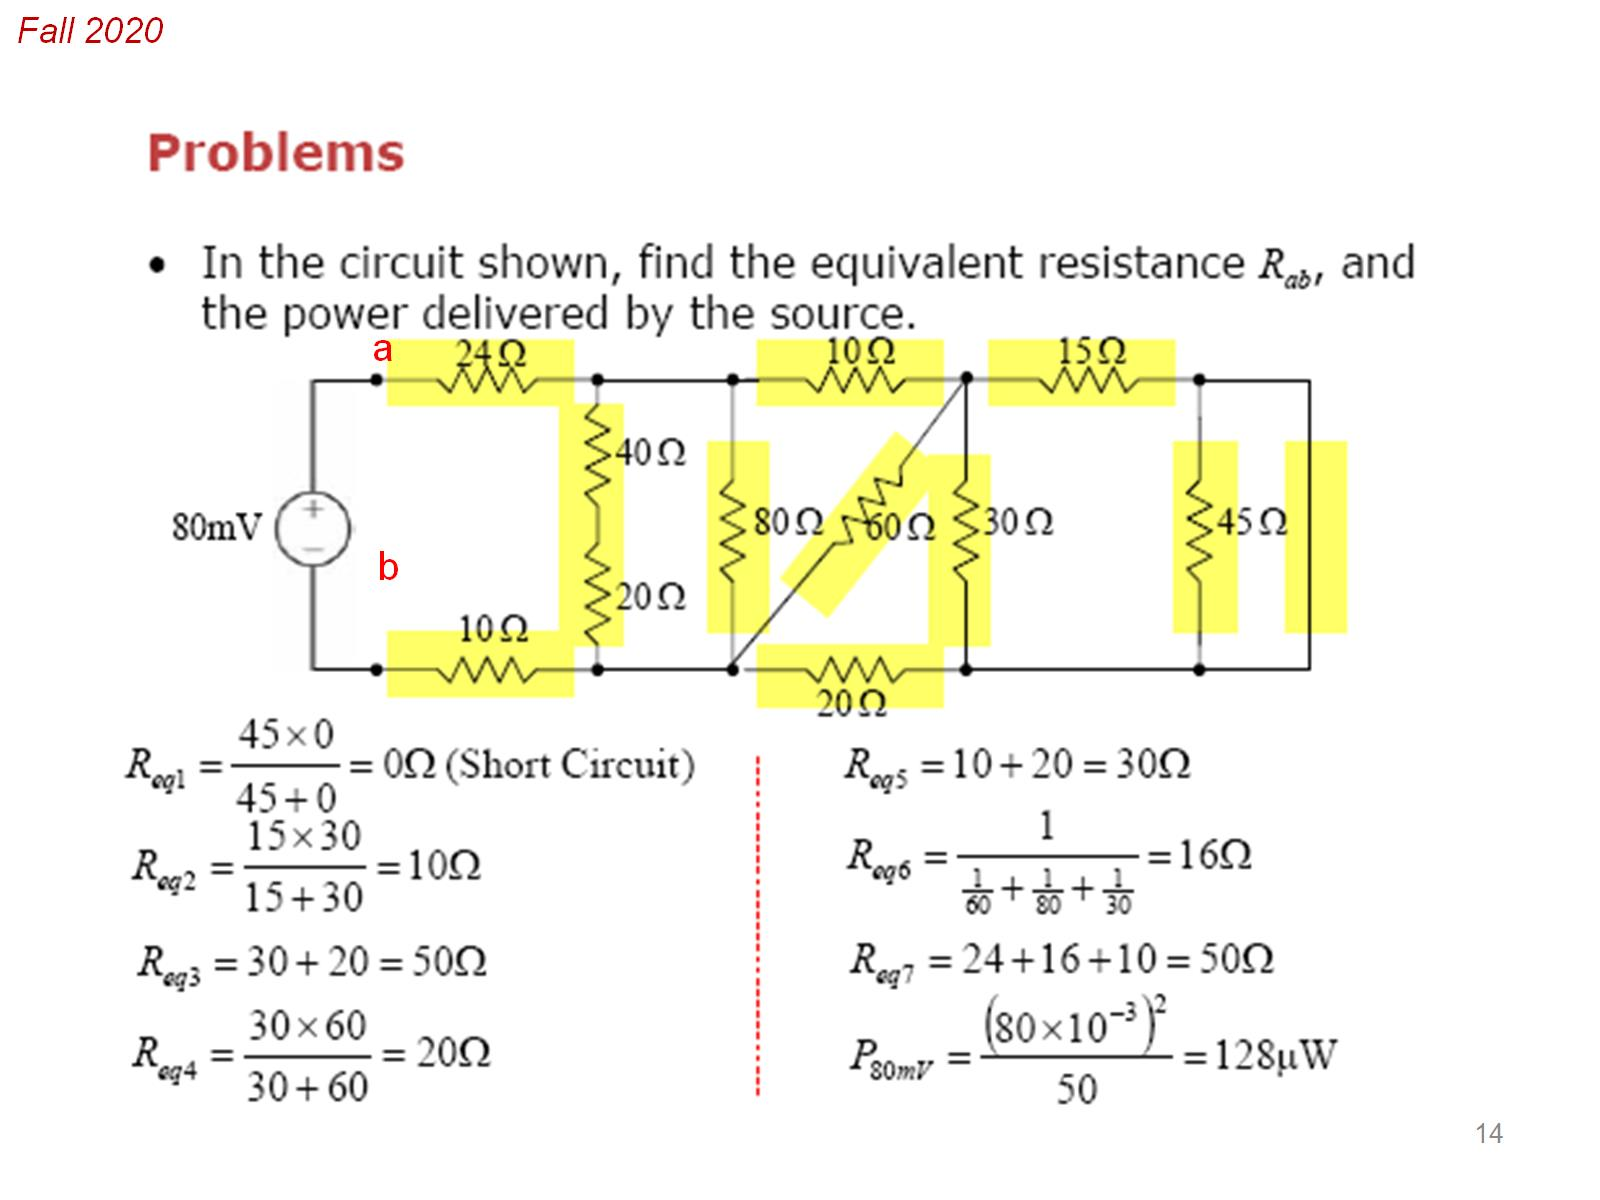 Fall 2020
Problems
• In the circuit shown, find the equivalent resistance R_ab, and
the power delivered by the source.
a
24Ω
10Ω
15Ω
40Ω
80mV
80Ω
60Ω
30Ω
45Ω
b
20Ω
10Ω
20Ω
R_eq1 = (45×0)/(45+0) = 0Ω (Short Circuit)
R_eq2 = (15×30)/(15+30) = 10Ω
R_eq3 = 30+20 = 50Ω
R_eq4 = (30×60)/(30+60) = 20Ω
R_eq5 = 10+20 = 30Ω
R_eq6 = 1/(1/60 + 1/80 + 1/30) = 16Ω
R_eq7 = 24+16+10 = 50Ω
P_80mV = (80×10⁻³)²/50 = 128μW
14